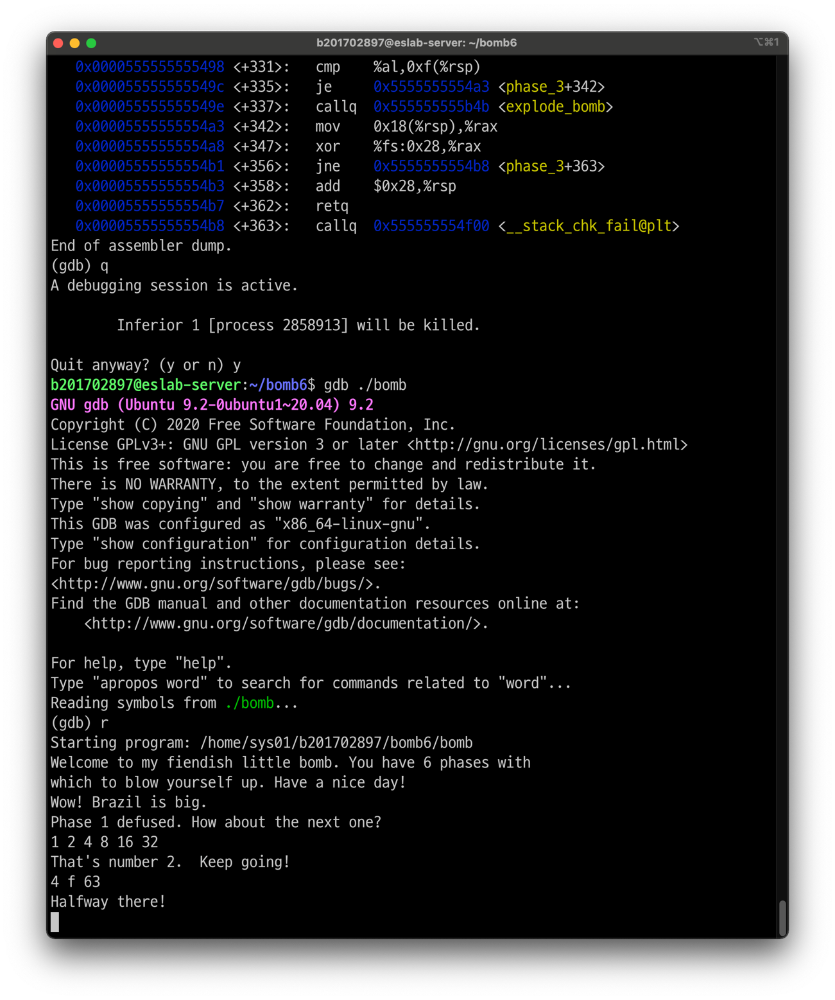 b201702897@eslab-server: ~/bomb6
⌥⌘1
0x0000555555555498 <+331>: cmp %al,0xf(%rsp)
0x000055555555549c <+335>: je 0x5555555554a3 <phase_3+342>
0x000055555555549e <+337>: callq 0x555555555b4b <explode_bomb>
0x00005555555554a3 <+342>: mov 0x18(%rsp),%rax
0x00005555555554a8 <+347>: xor %fs:0x28,%rax
0x00005555555554b1 <+356>: jne 0x5555555554b8 <phase_3+363>
0x00005555555554b3 <+358>: add $0x28,%rsp
0x00005555555554b7 <+362>: retq
0x00005555555554b8 <+363>: callq 0x555555554f00 <__stack_chk_fail@plt>
End of assembler dump.
(gdb) q
A debugging session is active.
Inferior 1 [process 2858913] will be killed.
Quit anyway? (y or n) y
b201702897@eslab-server:~/bomb6$ gdb ./bomb
GNU gdb (Ubuntu 9.2-0ubuntu1~20.04) 9.2
Copyright (C) 2020 Free Software Foundation, Inc.
License GPLv3+: GNU GPL version 3 or later <http://gnu.org/licenses/gpl.html>
This is free software: you are free to change and redistribute it.
There is NO WARRANTY, to the extent permitted by law.
Type "show copying" and "show warranty" for details.
This GDB was configured as "x86_64-linux-gnu".
Type "show configuration" for configuration details.
For bug reporting instructions, please see:
<http://www.gnu.org/software/gdb/bugs/>.
Find the GDB manual and other documentation resources online at:
<http://www.gnu.org/software/gdb/documentation/>.
For help, type "help".
Type "apropos word" to search for commands related to "word"...
Reading symbols from ./bomb...
(gdb) r
Starting program: /home/sys01/b201702897/bomb6/bomb
Welcome to my fiendish little bomb. You have 6 phases with
which to blow yourself up. Have a nice day!
Wow! Brazil is big.
Phase 1 defused. How about the next one?
1 2 4 8 16 32
That's number 2.  Keep going!
4 f 63
Halfway there!